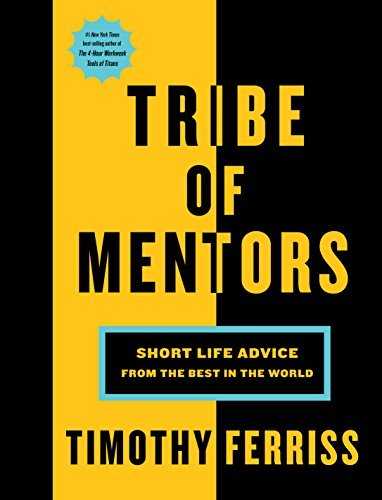 #1 New York Times
best-selling author of
The 4-Hour Workweek
Tools of Titans
TRIBE
OF
MENTORS
SHORT LIFE ADVICE
FROM THE BEST IN THE WORLD
TIMOTHY FERRISS